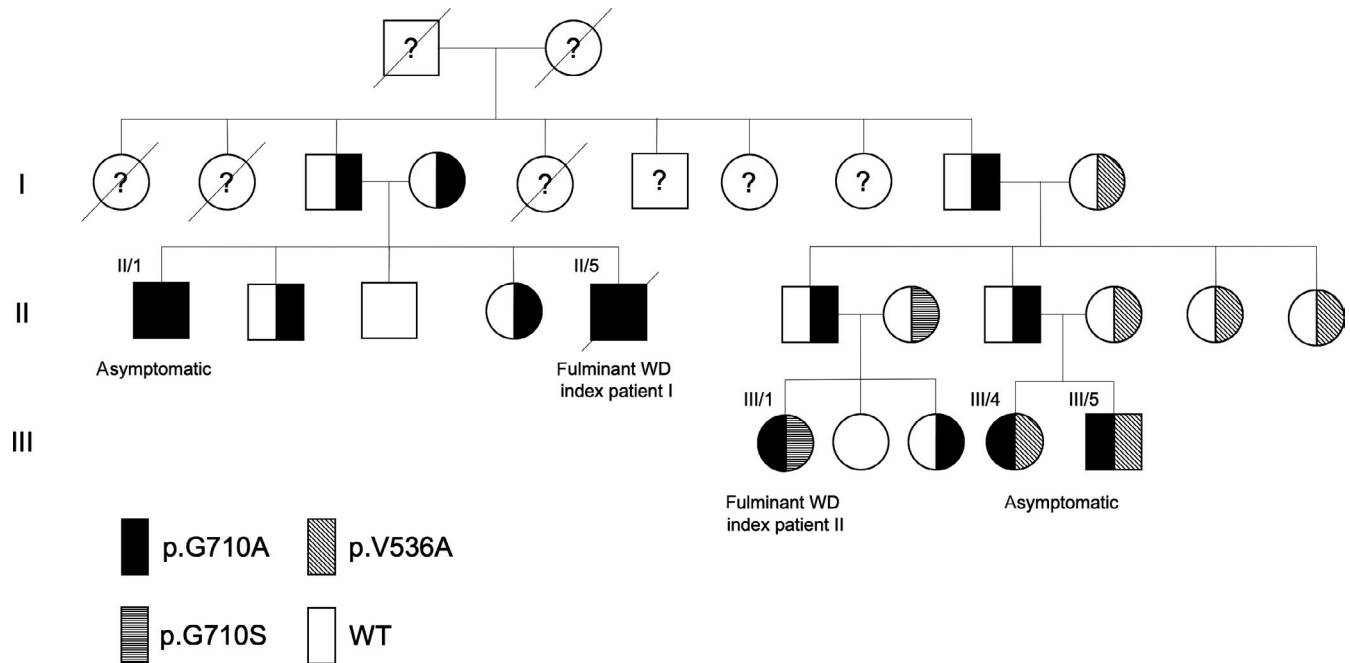 ? ?
I ? ? ? ? ? ?
II/1 II/5
II
Asymptomatic Fulminant WD
index patient I
III/1 III/4 III/5
III
Fulminant WD Asymptomatic
index patient II
p.G710A p.V536A
p.G710S WT